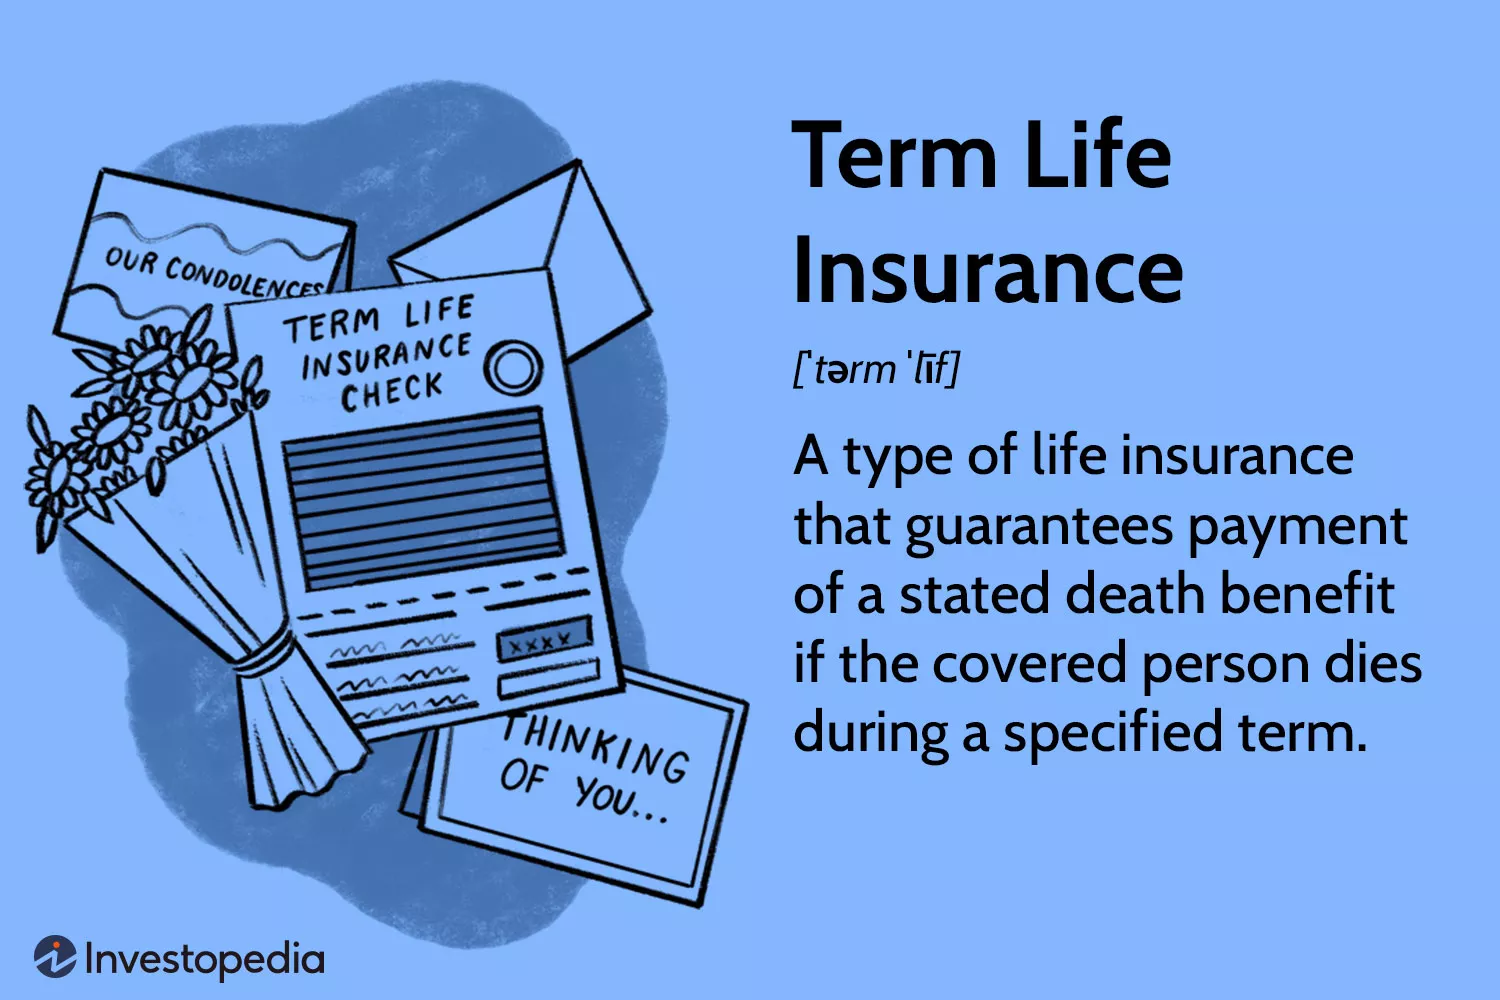 OUR CONDOLENCES
TERM LIFE
INSURANCE
CHECK
XXXX
THINKING
OF YOU...
Term Life
Insurance
[ˈtərm ˈlīf]
A type of life insurance
that guarantees payment
of a stated death benefit
if the covered person dies
during a specified term.
Investopedia